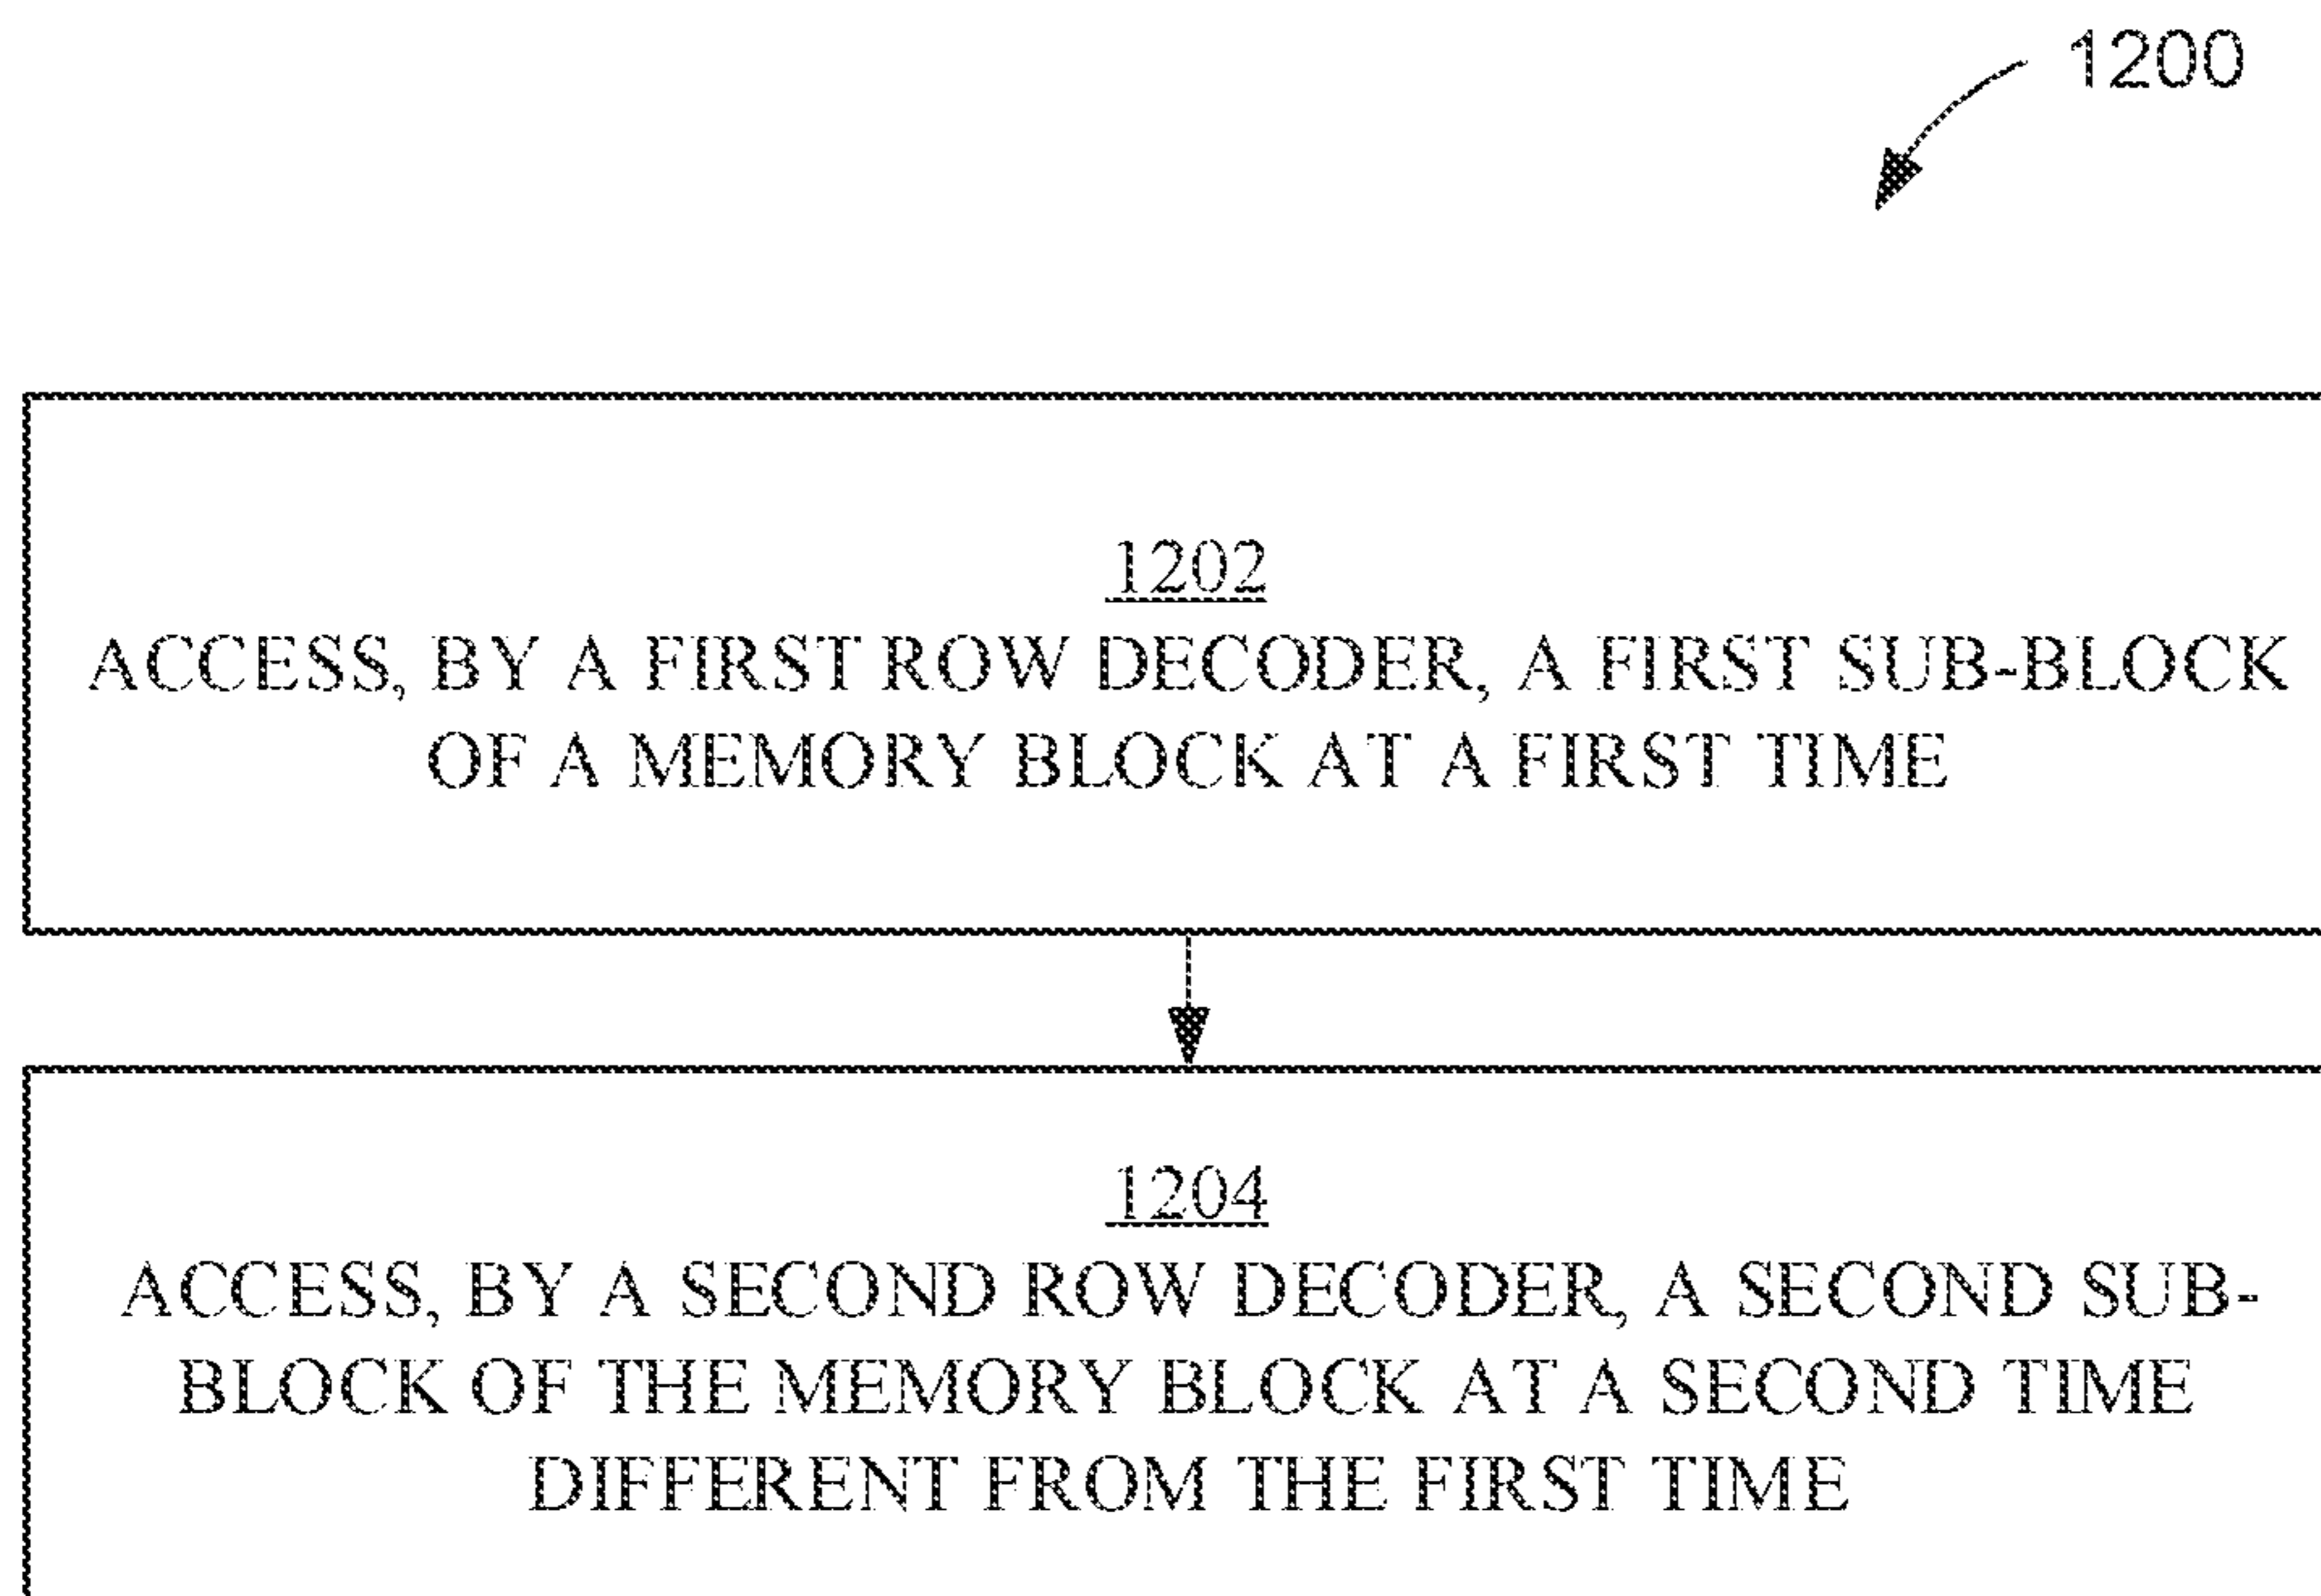 1200
1202
ACCESS, BY A FIRST ROW DECODER, A FIRST SUB-BLOCK
OF A MEMORY BLOCK AT A FIRST TIME
1204
ACCESS, BY A SECOND ROW DECODER, A SECOND SUB-
BLOCK OF THE MEMORY BLOCK AT A SECOND TIME
DIFFERENT FROM THE FIRST TIME